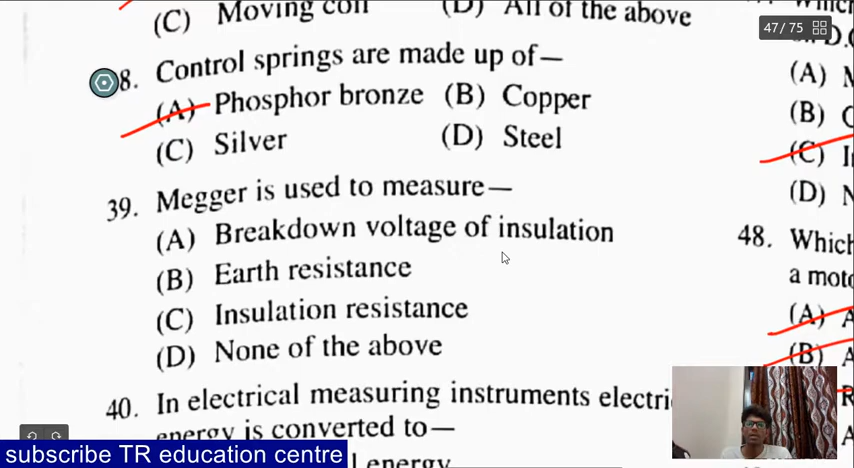 (C) Moving coil
(D) All of the above
38. Control springs are made up of—
(A) Phosphor bronze (B) Copper
(C) Silver (D) Steel
39. Megger is used to measure—
(A) Breakdown voltage of insulation
(B) Earth resistance
(C) Insulation resistance
(D) None of the above
40. In electrical measuring instruments
energy is converted to—
energy
47/75
D.C
(A)
(B)
(C)
(D)
48. Which
a
(A)
(B)
subscribe TR education centre